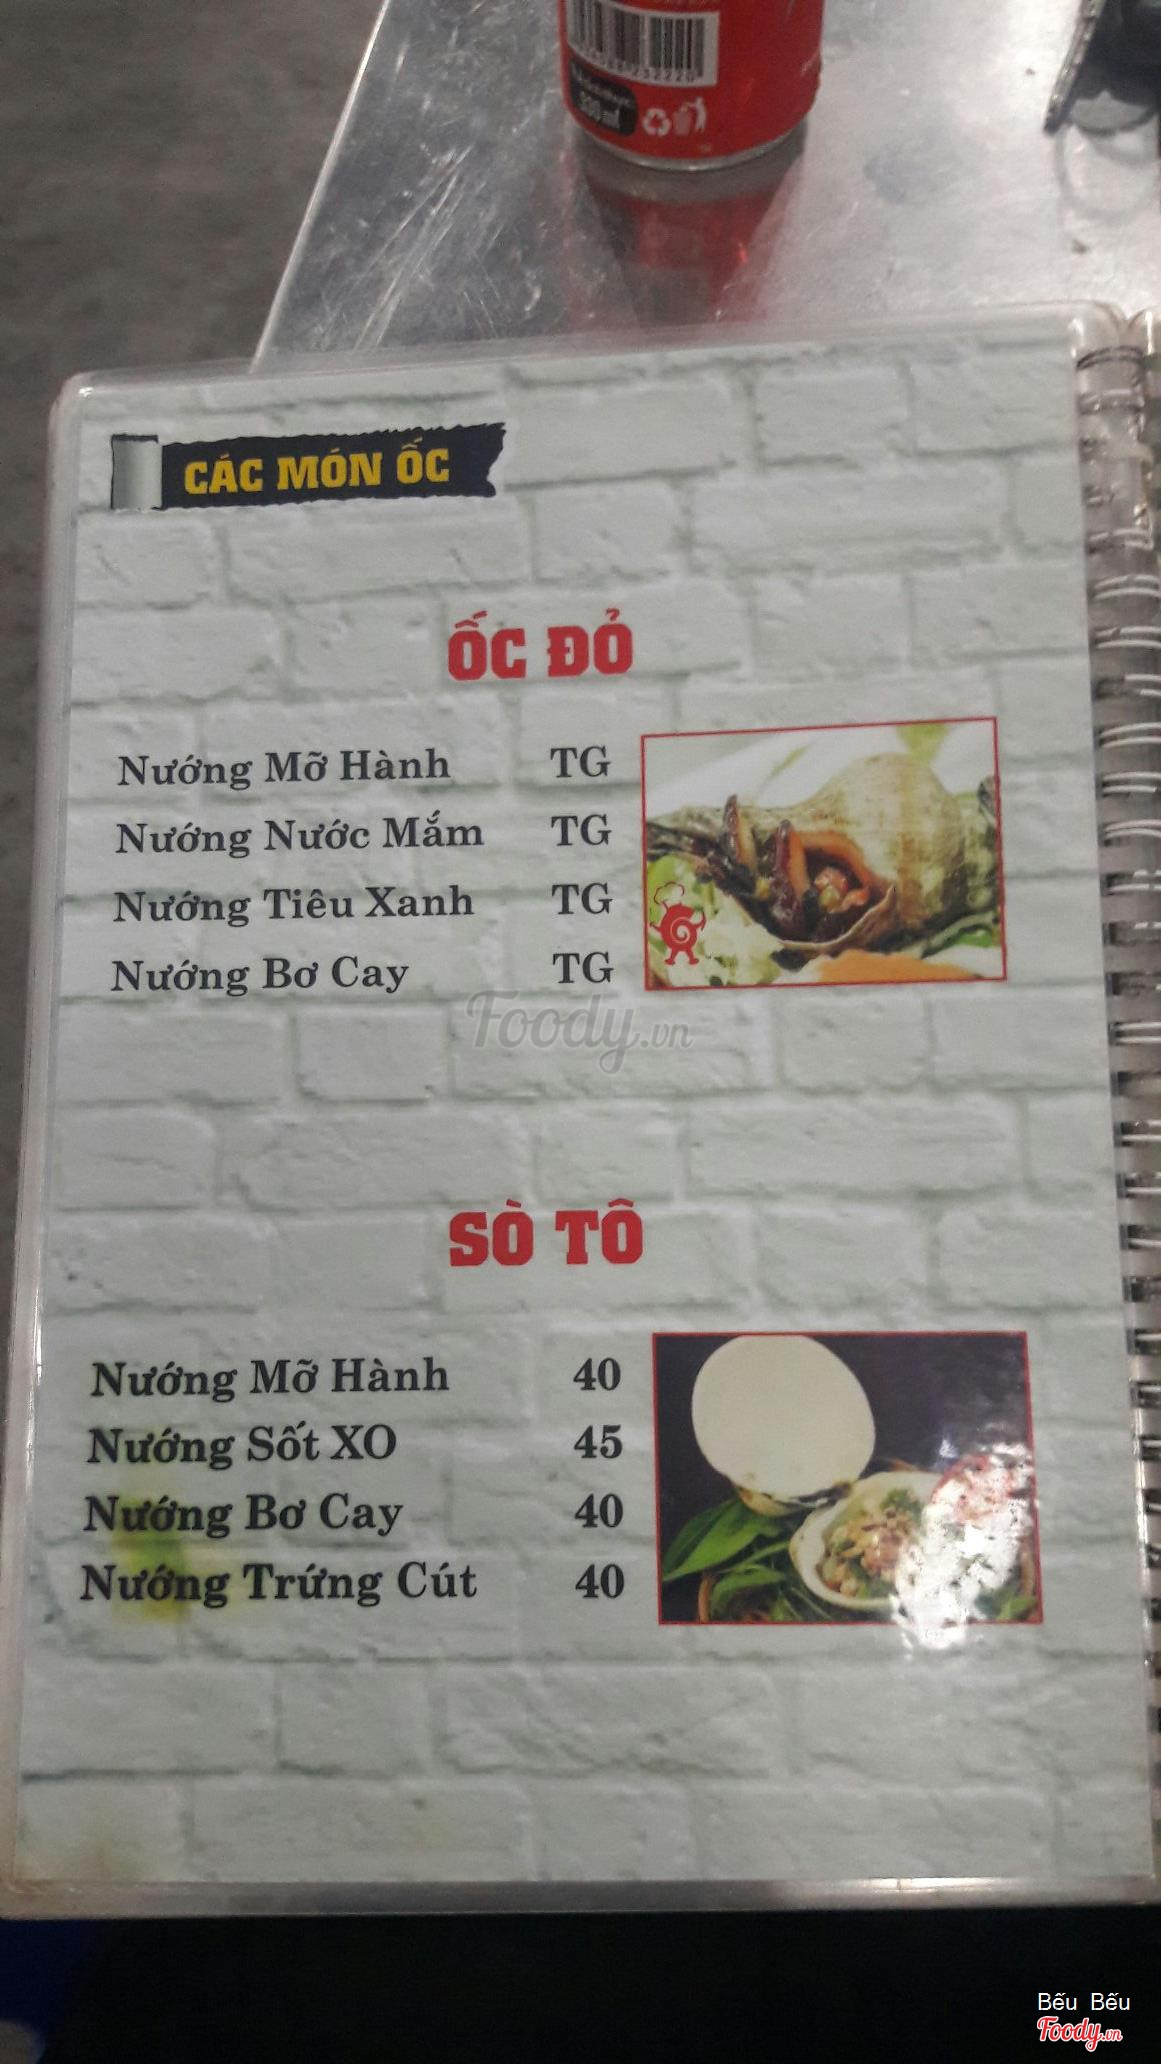 330 ml
CÁC MÓN ỐC
ỐC ĐỎ
Nướng Mỡ Hành TG
Nướng Nước Mắm TG
Nướng Tiêu Xanh TG
Nướng Bơ Cay TG
Foody.vn
SÒ TÔ
Nướng Mỡ Hành 40
Nướng Sốt XO 45
Nướng Bơ Cay 40
Nướng Trứng Cút 40
Bếu Bếu
Foody.vn